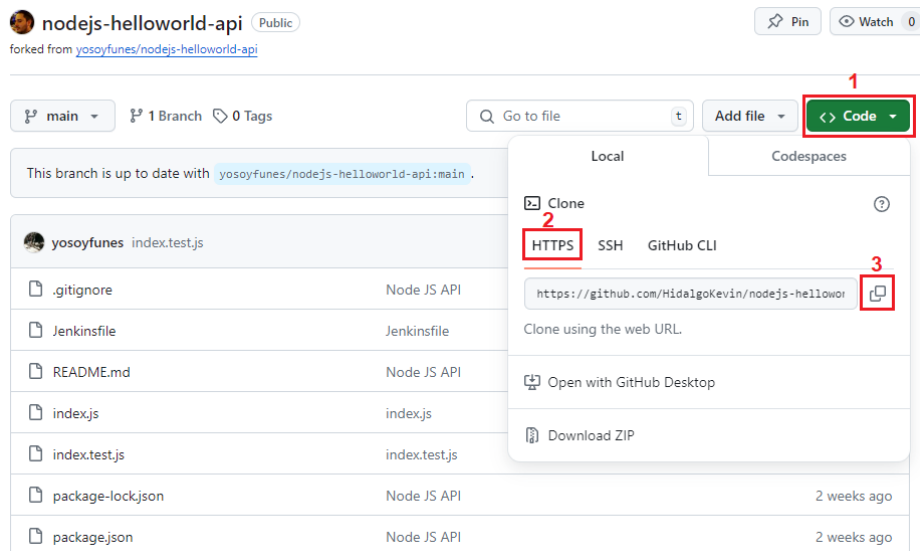 nodejs-helloworld-api Public Pin Watch 0
forked from yosoyfunes/nodejs-helloworld-api
1
main 1 Branch 0 Tags Go to file t Add file <> Code
Local Codespaces
This branch is up to date with yosoyfunes/nodejs-helloworld-api:main .
Clone
2
HTTPS SSH GitHub CLI
yosoyfunes index.test.js
3
https://github.com/HidalgoKevin/nodejs-hellowor
.gitignore Node JS API
Clone using the web URL.
Jenkinsfile Jenkinsfile
README.md Node JS API
Open with GitHub Desktop
index.js index.js
Download ZIP
index.test.js index.test.js
package-lock.json Node JS API 2 weeks ago
package.json Node JS API 2 weeks ago